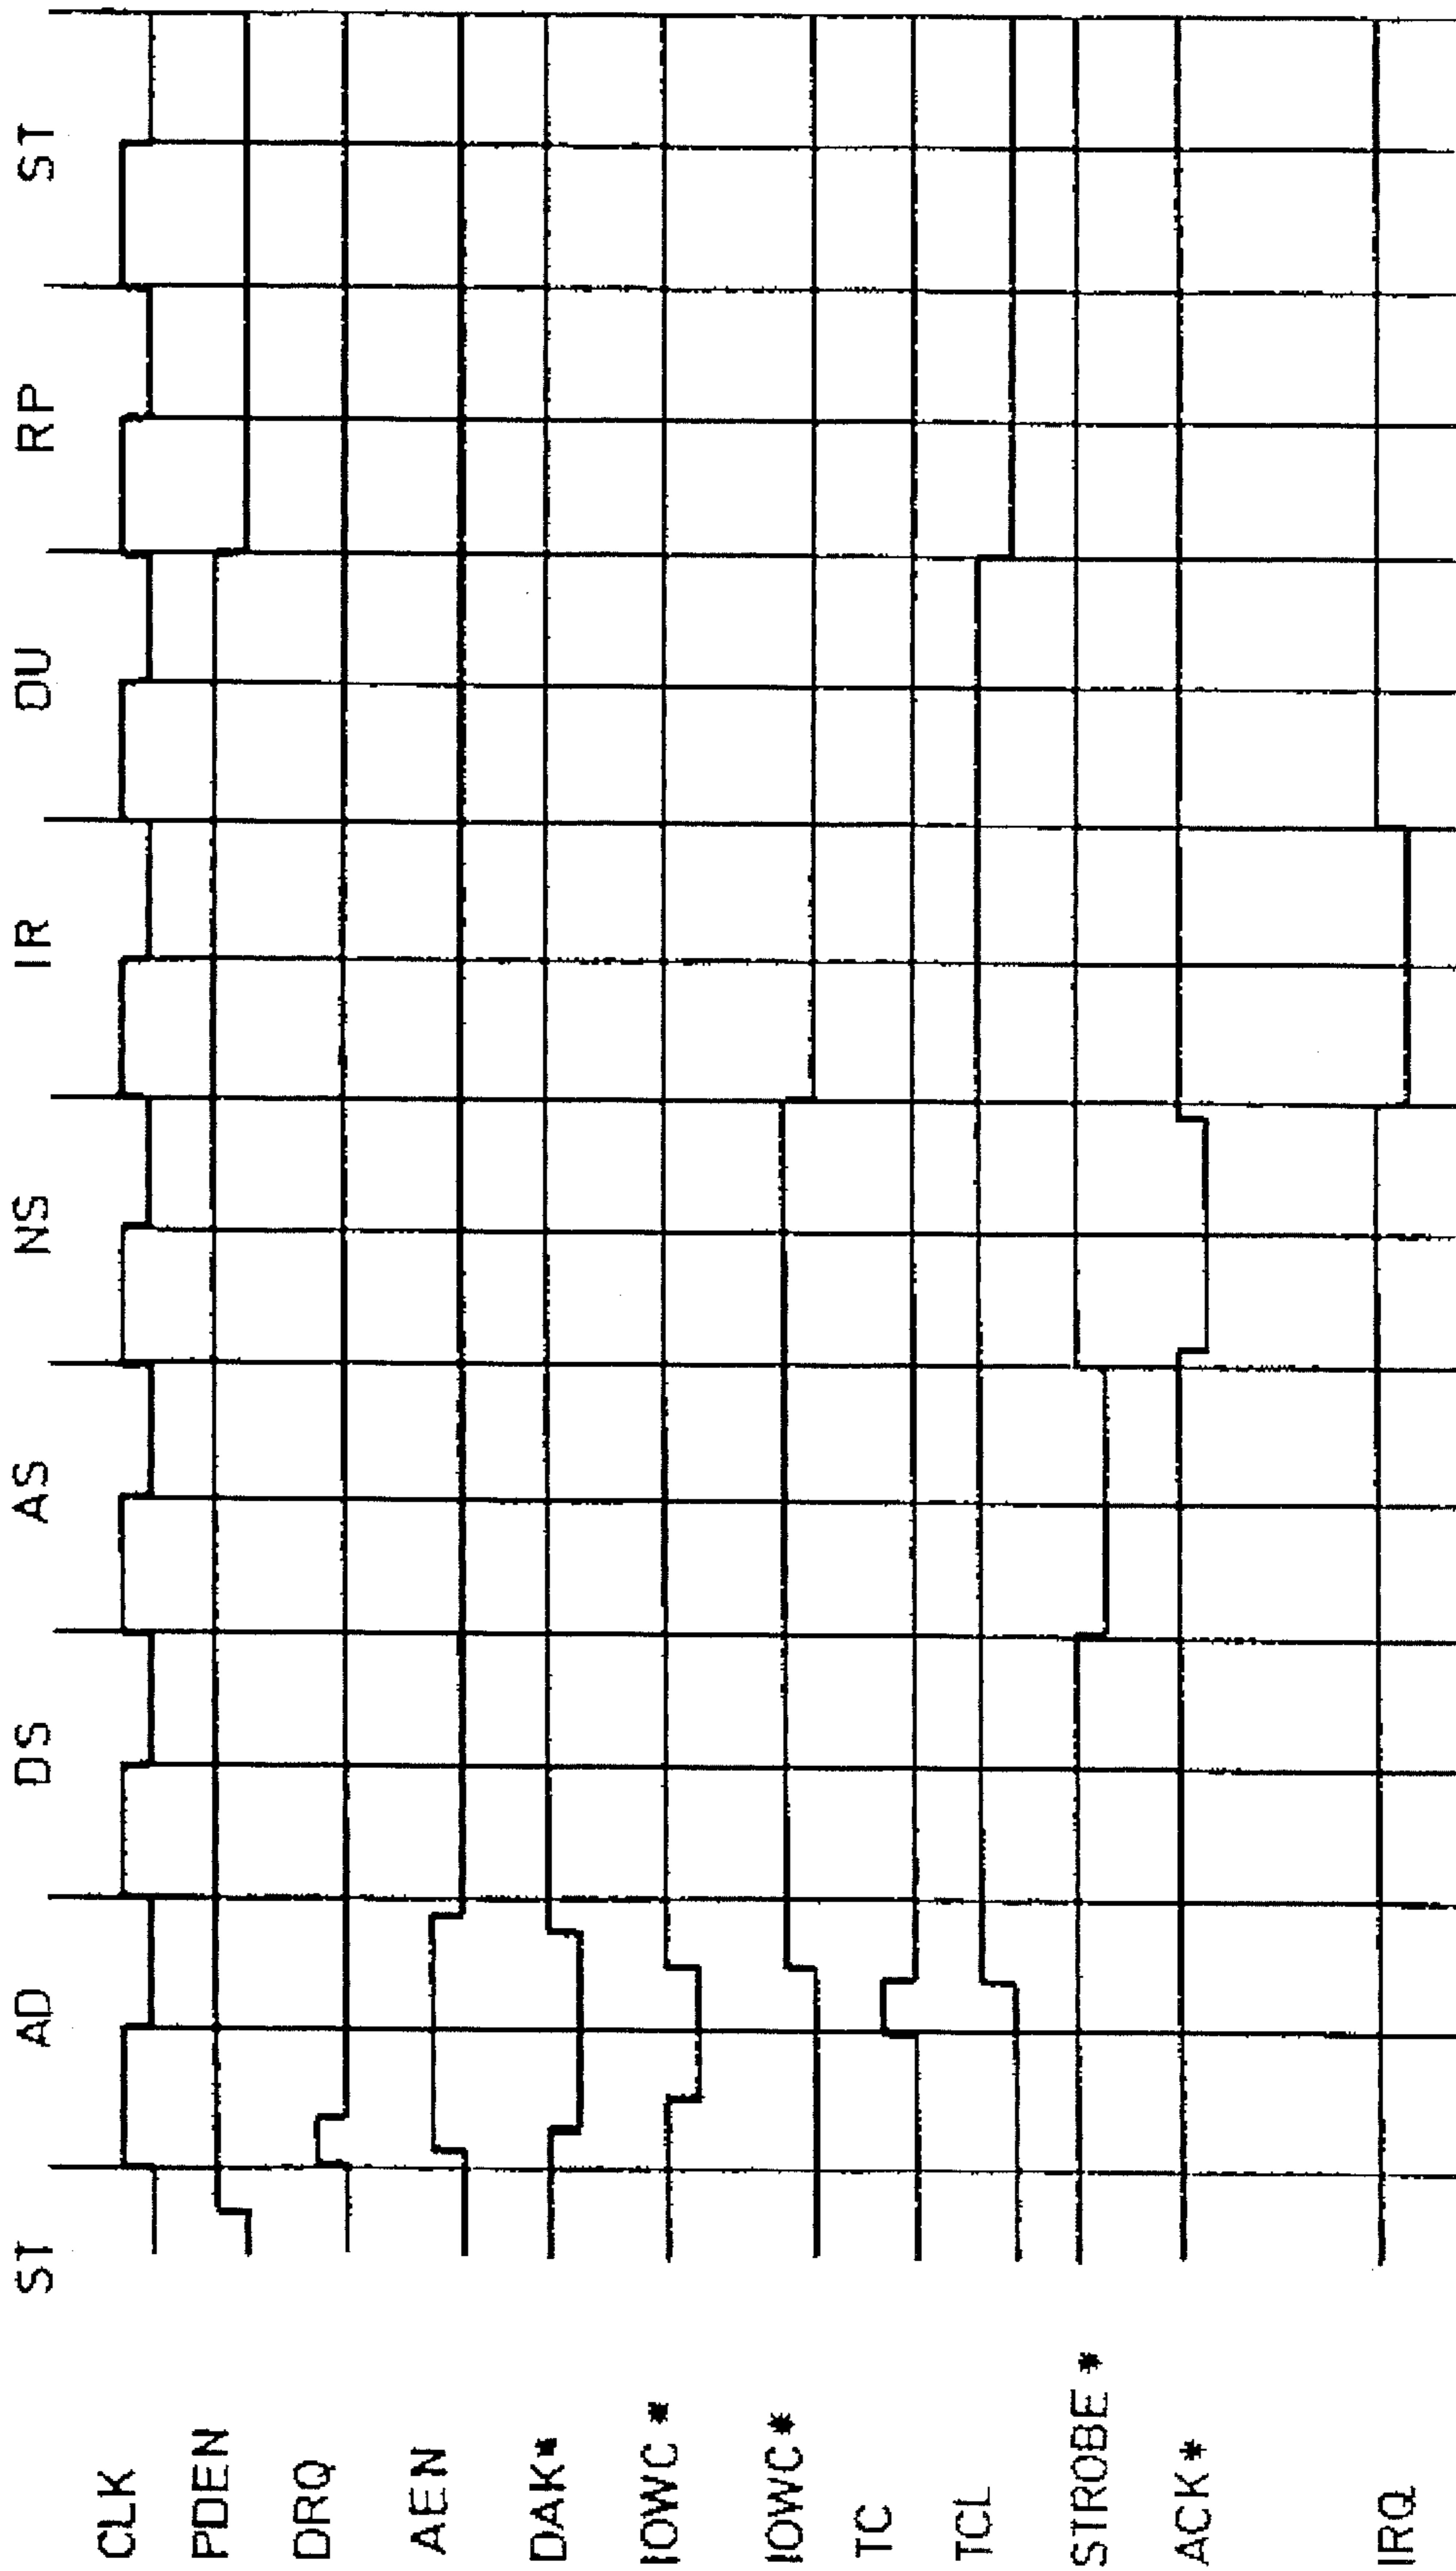 ST AD DS AS NS IR OU RP ST
CLK
PDEN
DRQ
AEN
DAK*
IOWC*
IOWC*
TC
TCL
STROBE*
ACK*
IRQ